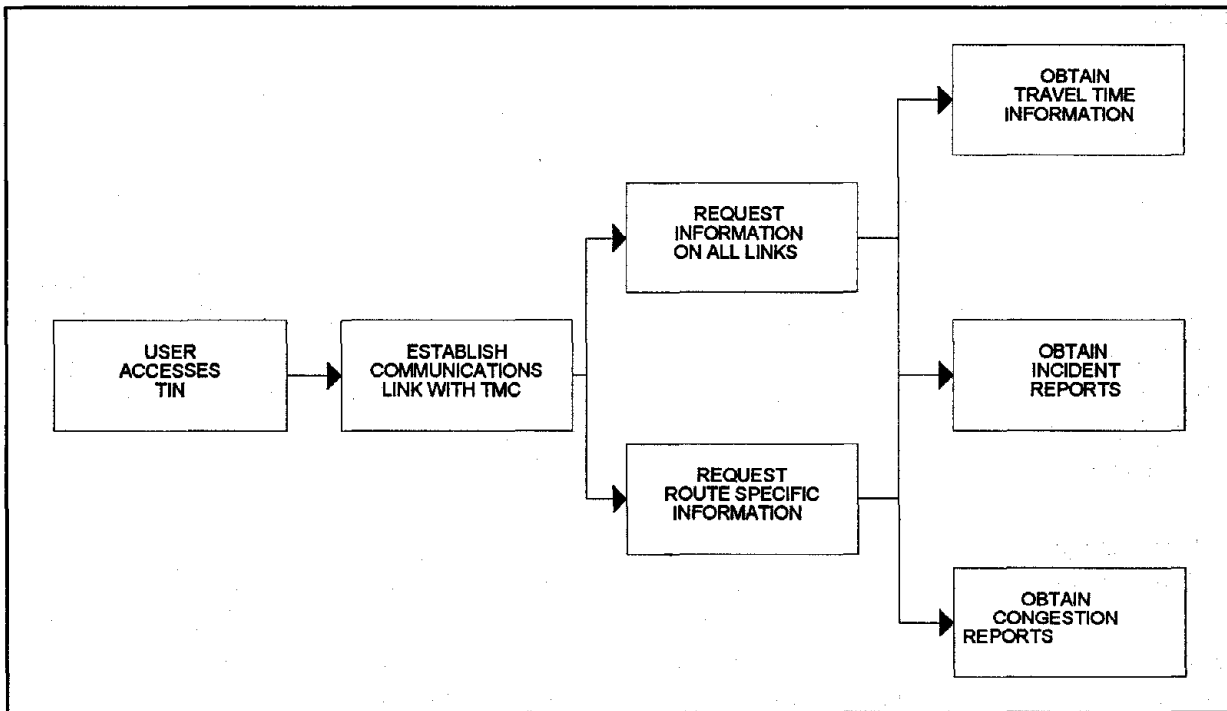 USER
ACCESSES
TIN
ESTABLISH
COMMUNICATIONS
LINK WITH TMC
REQUEST
INFORMATION
ON ALL LINKS
REQUEST
ROUTE SPECIFIC
INFORMATION
OBTAIN
TRAVEL TIME
INFORMATION
OBTAIN
INCIDENT
REPORTS
OBTAIN
CONGESTION
REPORTS